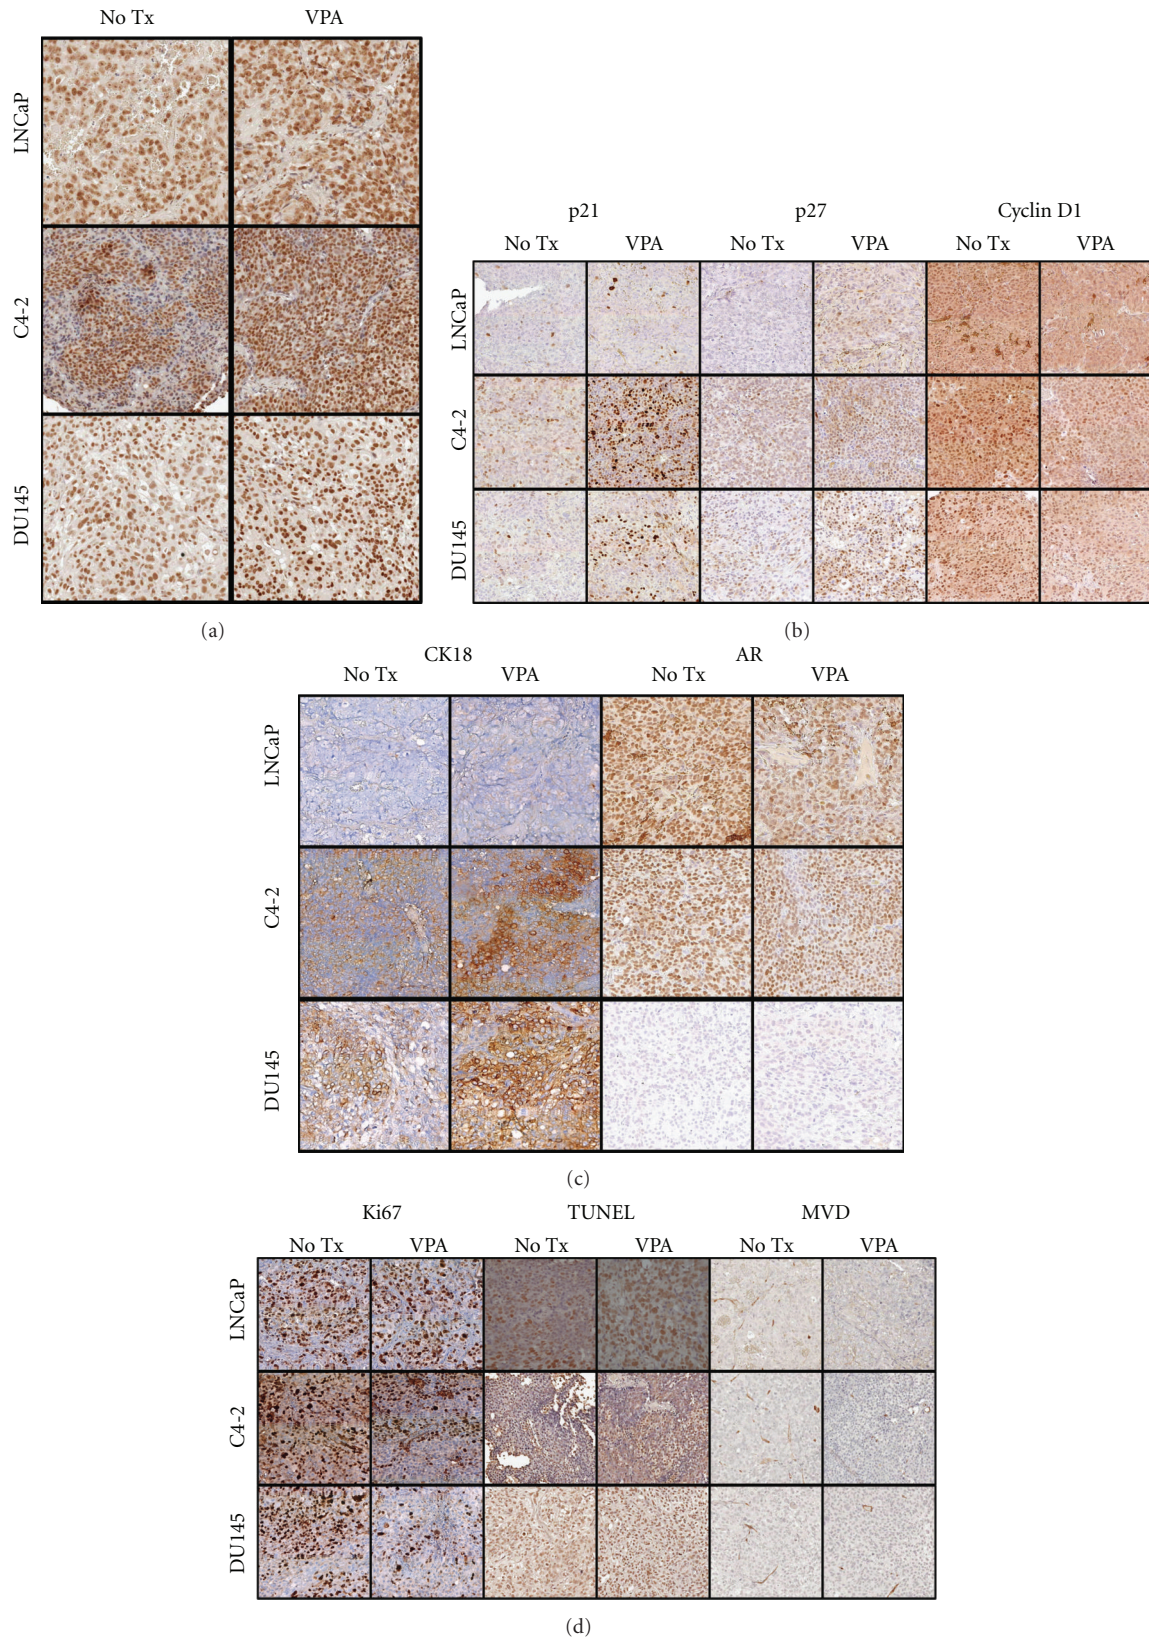 No Tx VPA
LNCaP
C4-2
DU145
(a)
p21 p27 Cyclin D1
No Tx VPA No Tx VPA No Tx VPA
LNCaP
C4-2
DU145
(b)
CK18 AR
No Tx VPA No Tx VPA
LNCaP
C4-2
DU145
(c)
Ki67 TUNEL MVD
No Tx VPA No Tx VPA No Tx VPA
LNCaP
C4-2
DU145
(d)